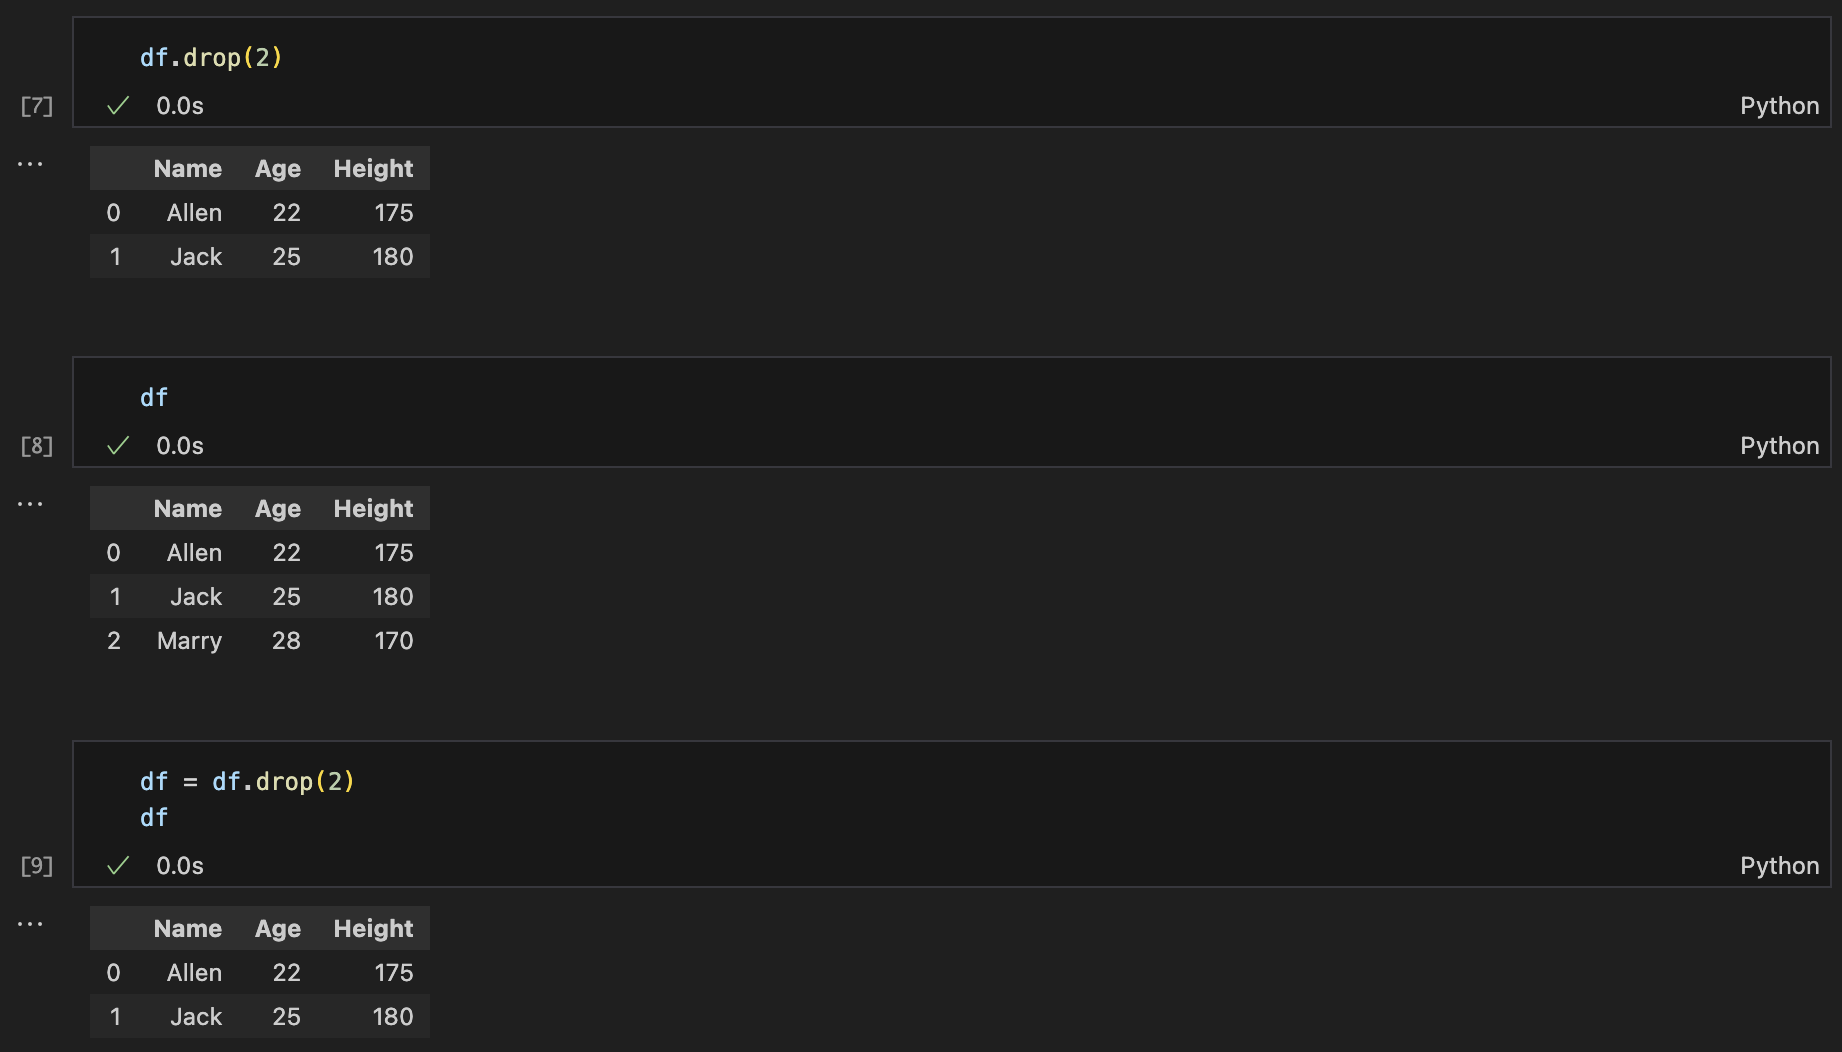 df.drop(2)
[7] ✓ 0.0s Python
...
Name Age Height
0 Allen 22 175
1 Jack 25 180
df
[8] ✓ 0.0s Python
...
Name Age Height
0 Allen 22 175
1 Jack 25 180
2 Marry 28 170
df = df.drop(2)
df
[9] ✓ 0.0s Python
...
Name Age Height
0 Allen 22 175
1 Jack 25 180